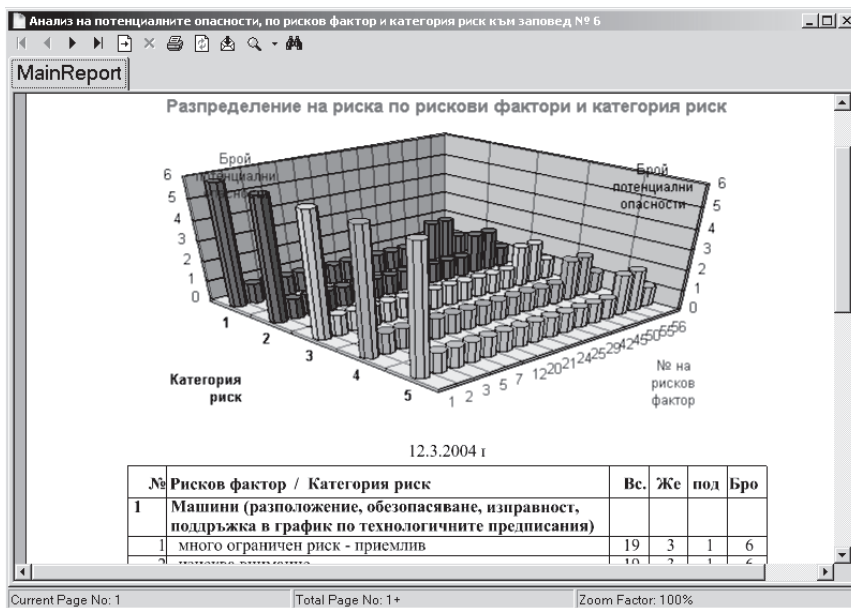 Анализ на потенциалните опасности, по рисков фактор и категория риск към заповед № 6
MainReport
Разпределение на риска по рискови фактори и категория риск
Брой
потенциални
опасности
Брой
потенциални
опасности
6
5
4
3
2
1
0
6
5
4
3
2
1
0
1
2
3
4
5
Категория
риск
1 2 3 5 7 12 20 21 24 25 29 42 45 50 55 56
№ на
рисков
фактор
12.3.2004 г
№ Рисков фактор / Категория риск Вс. Же под Бро
1 Машини (разположение, обезопасяване, изправност,
поддръжка в график по технологичните предписания)
1 много ограничен риск - приемлив 19 3 1 6
Current Page No: 1 Total Page No: 1+ Zoom Factor: 100%